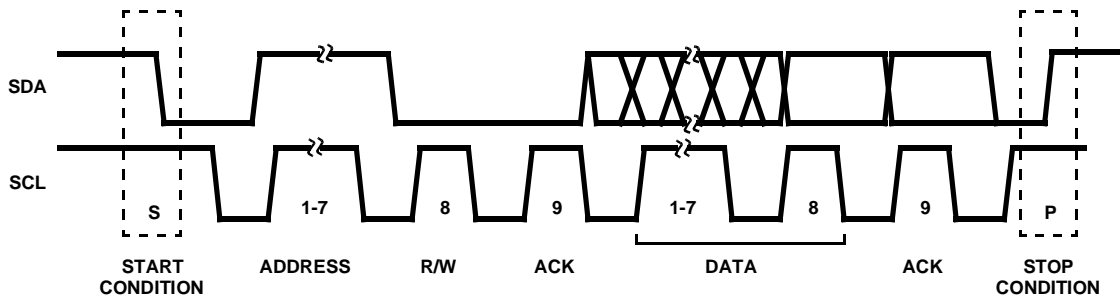 SDA
SCL
S
1-7
8
9
1-7
8
9
P
START
CONDITION
ADDRESS
R/W
ACK
DATA
ACK
STOP
CONDITION